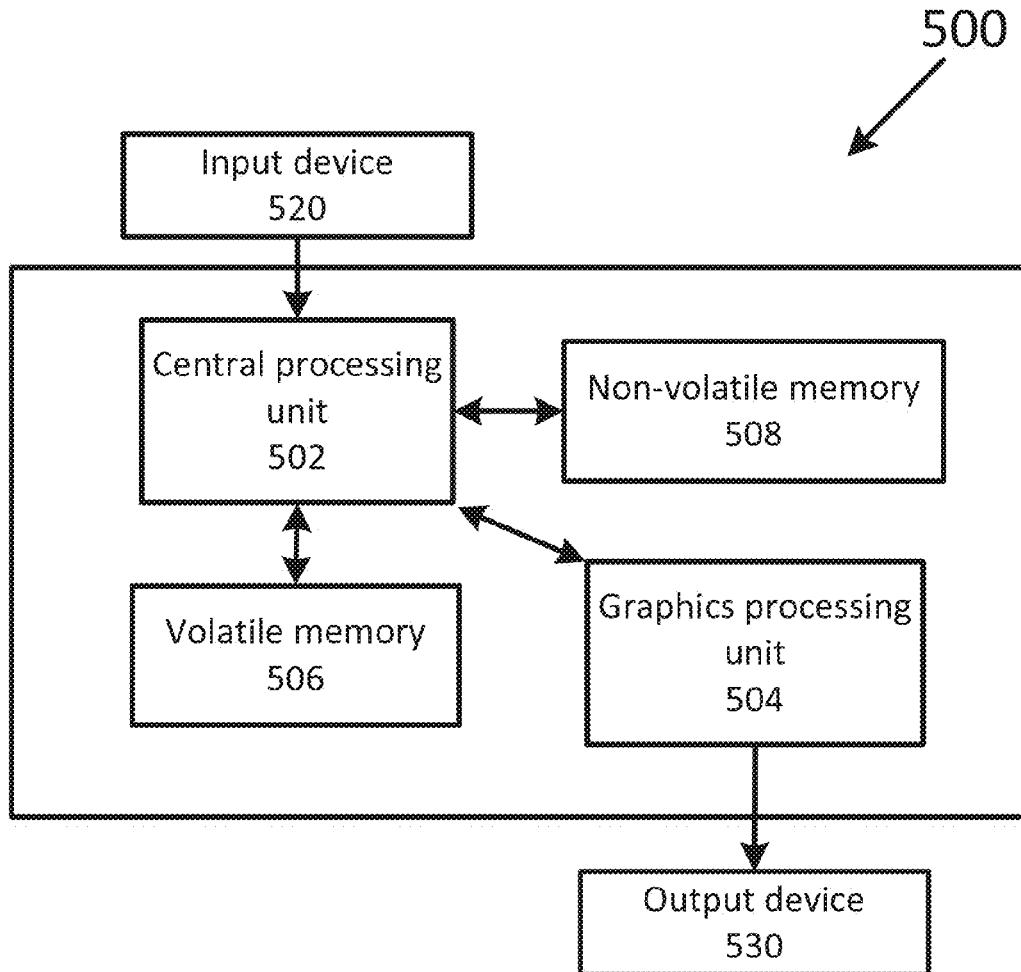 500
Input device
520
Central processing
unit
502
Non-volatile memory
508
Volatile memory
506
Graphics processing
unit
504
Output device
530